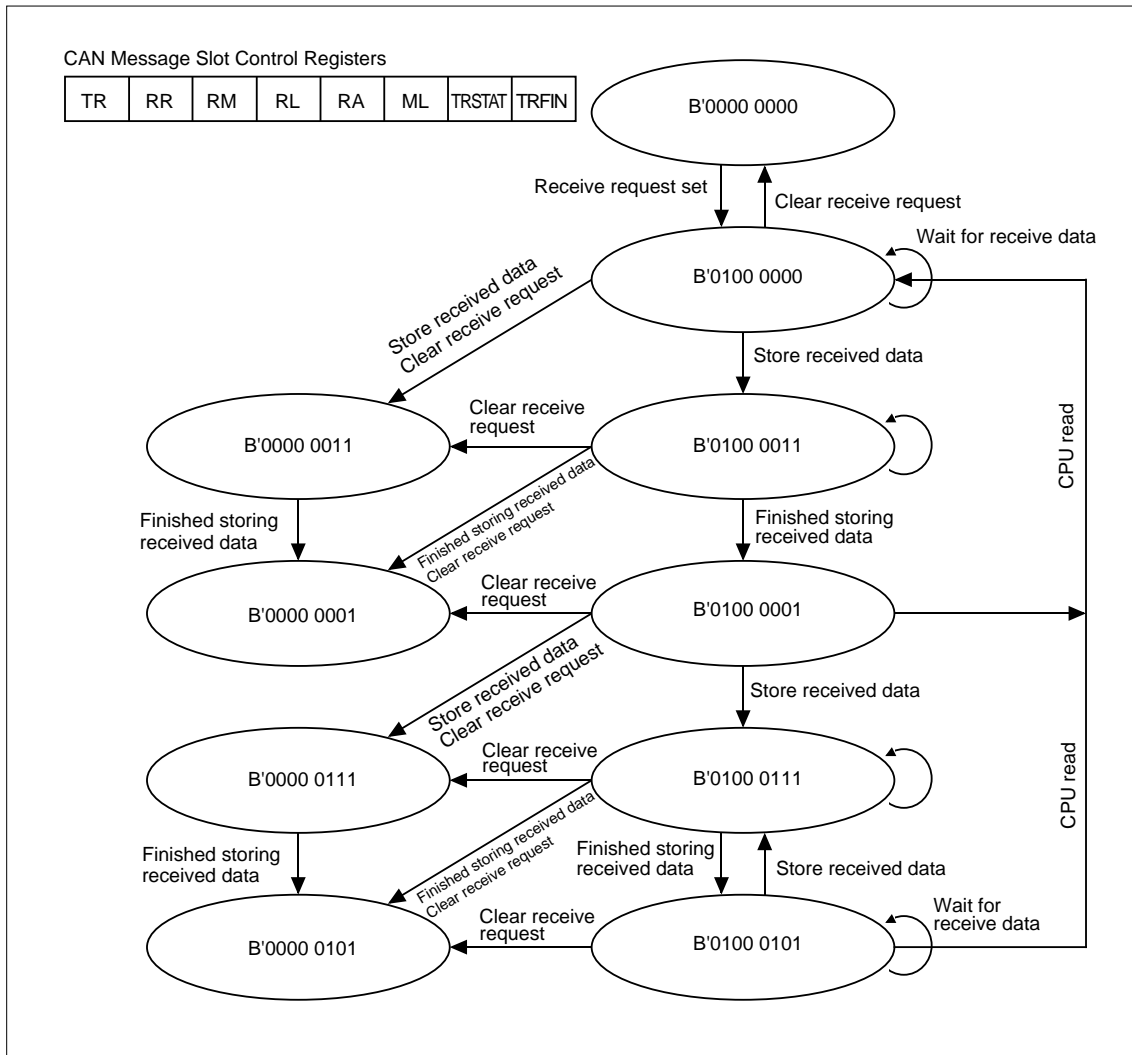 CAN Message Slot Control Registers
TR RR RM RL RA ML TRSTAT TRFIN
B'0000 0000
Receive request set
Clear receive request
Wait for receive data
B'0100 0000
Store received data
Clear receive request
Store received data
Clear receive
request
B'0000 0011
B'0100 0011
CPU read
Finished storing
received data
Finished storing received data
Clear receive request
Finished storing
received data
B'0000 0001
Clear receive
request
B'0100 0001
Store received data
Clear receive request
Store received data
Clear receive
request
B'0000 0111
B'0100 0111
CPU read
Finished storing
received data
Finished storing received data
Clear receive request
Finished storing
received data
Store received data
Wait for
receive data
B'0000 0101
Clear receive
request
B'0100 0101